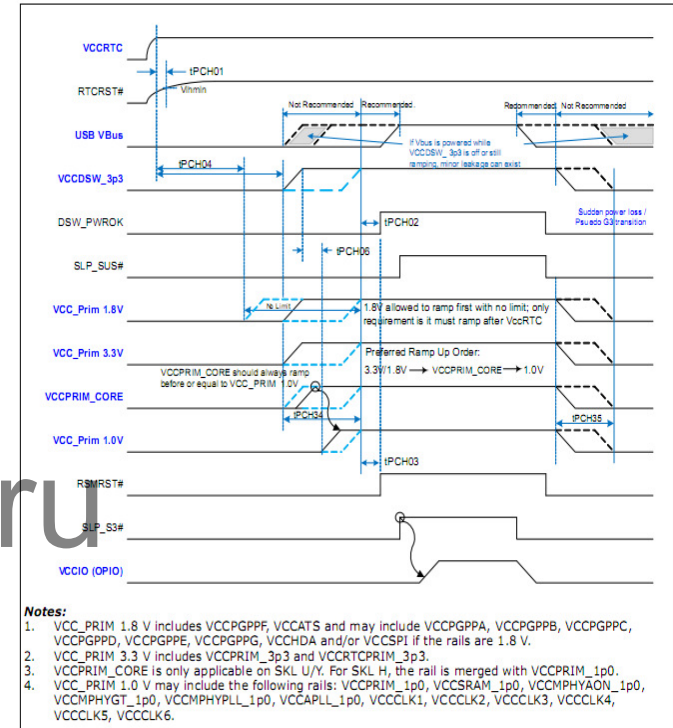 VCCRTC
tPCH01
RTCRST#
Vihmin
Not Recommended
Recommended.
Recommended
Not Recommended
USB VBus
If Vbus is powered while
VCCDSW_ 3p3 is off or still
ramping, minor leakage can exist
tPCH04
VCCDSW_3p3
DSW_PWROK
tPCH02
Sudden power loss /
Psuado G3 transition
tPCH06
SLP_SUS#
No Limit
VCC_Prim 1.8V
1.8V allowed to ramp first with no limit; only
requirement is it must ramp after VccRTC
VCC_Prim 3.3V
Preferred Ramp Up Order:
3.3V/1.8V → VCCPRIM_CORE → 1.0V
VCCPRIM_CORE should always ramp
before or equal to VCC_PRIM 1.0V
VCCPRIM_CORE
tPCH34
tPCH35
VCC_Prim 1.0V
tPCH03
RSMRST#
ru
SLP_S3#
VCCIO (OPIO)
Notes:
1. VCC_PRIM 1.8 V includes VCCPGPPF, VCCATS and may include VCCPGPPA, VCCPGPPB, VCCPGPPC,
VCCPGPPD, VCCPGPPE, VCCPGPPG, VCCHDA and/or VCCSPI if the rails are 1.8 V.
2. VCC_PRIM 3.3 V includes VCCPRIM_3p3 and VCCRTCPRIM_3p3.
3. VCCPRIM_CORE is only applicable on SKL U/Y. For SKL H, the rail is merged with VCCPRIM_1p0.
4. VCC_PRIM 1.0 V may include the following rails: VCCPRIM_1p0, VCCSRAM_1p0, VCCMPHYAON_1p0,
VCCMPHYGT_1p0, VCCMPHYPLL_1p0, VCCAPLL_1p0, VCCCLK1, VCCCLK2, VCCCLK3, VCCCLK4,
VCCCLK5, VCCCLK6.